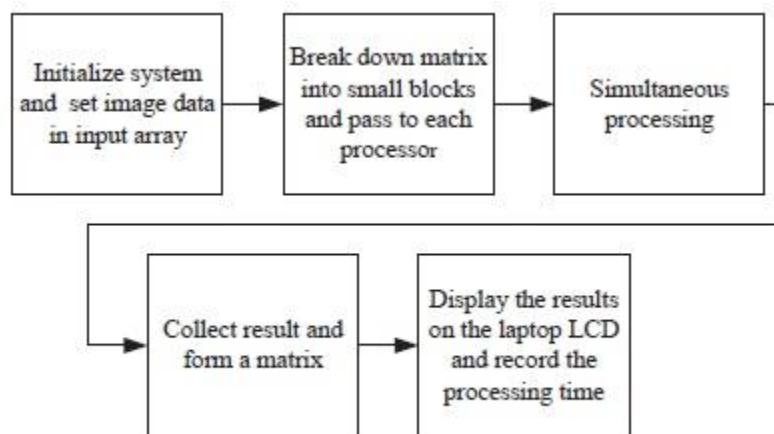 Initialize system
and set image data
in input array
Break down matrix
into small blocks
and pass to each
processor
Simultaneous
processing
Collect result and
form a matrix
Display the results
on the laptop LCD
and record the
processing time